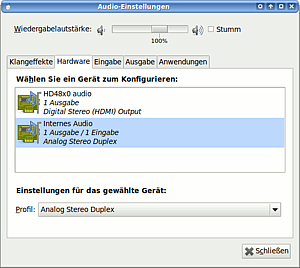 Audio-Einstellungen
Wiedergabelautstärke:
Stumm
100%
Klangeffekte Hardware Eingabe Ausgabe Anwendungen
Wählen Sie ein Gerät zum Konfigurieren:
HD48x0 audio
1 Ausgabe
Digital Stereo (HDMI) Output
Internes Audio
1 Ausgabe / 1 Eingabe
Analog Stereo Duplex
Einstellungen für das gewählte Gerät:
Profil: Analog Stereo Duplex
Schließen